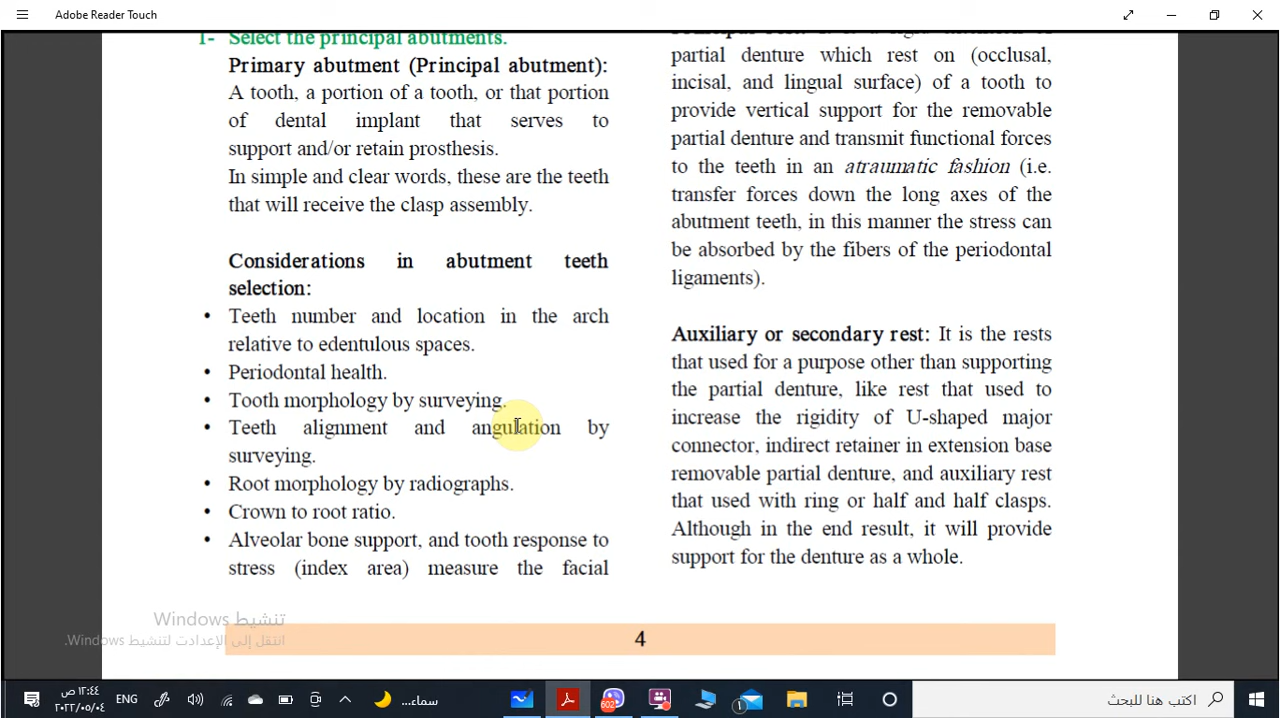 Adobe Reader Touch
1- Select the principal abutments.
Primary abutment (Principal abutment):
A tooth, a portion of a tooth, or that portion
of dental implant that serves to
support and/or retain prosthesis.
In simple and clear words, these are the teeth
that will receive the clasp assembly.
Considerations in abutment teeth
selection:
• Teeth number and location in the arch
relative to edentulous spaces.
• Periodontal health.
• Tooth morphology by surveying.
• Teeth alignment and angulation by
surveying.
• Root morphology by radiographs.
• Crown to root ratio.
• Alveolar bone support, and tooth response to
stress (index area) measure the facial
partial denture which rest on (occlusal,
incisal, and lingual surface) of a tooth to
provide vertical support for the removable
partial denture and transmit functional forces
to the teeth in an atraumatic fashion (i.e.
transfer forces down the long axes of the
abutment teeth, in this manner the stress can
be absorbed by the fibers of the periodontal
ligaments).
Auxiliary or secondary rest: It is the rests
that used for a purpose other than supporting
the partial denture, like rest that used to
increase the rigidity of U-shaped major
connector, indirect retainer in extension base
removable partial denture, and auxiliary rest
that used with ring or half and half clasps.
Although in the end result, it will provide
support for the denture as a whole.
تنشيط Windows
انتقل إلى الإعدادات لتنشيط Windows.
4
١٢:٤٤ ص
٢٠٢٢/٠٥/٠٤
ENG
سماء...
602
1
اكتب هنا للبحث